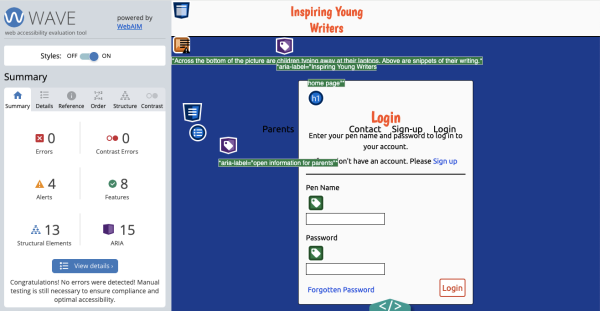 WAVE
web accessibility evaluation tool
powered by
WebAIM
Styles: OFF ON
Summary
Summary Details Reference Order Structure Contrast
0
Errors
0
Contrast Errors
4
Alerts
8
Features
13
Structural Elements
15
ARIA
View details ›
Congratulations! No errors were detected! Manual
testing is still necessary to ensure compliance and
optimal accessibility.
Inspiring Young
Writers
*Across the bottom of the picture are children typing away at their laptops. Above are snippets of their writing.*
*aria-label="Inspiring Young Writers
home page"*
h1
Login
Parents Contact Sign-up Login
Enter your pen name and password to log in to
your account.
*aria-label="open information for parents"*
don't have an account. Please Sign up
Pen Name
Password
Forgotten Password
Login
</>